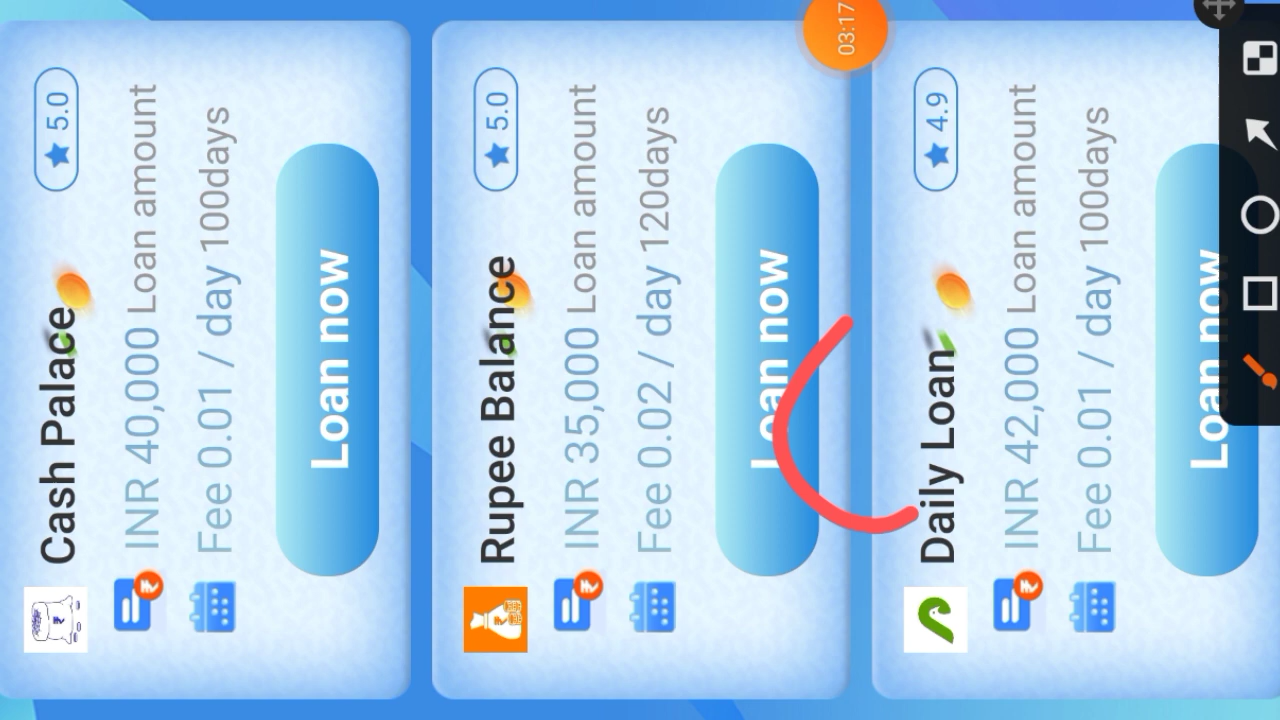 Cash Palace
5.0
INR 40,000 Loan amount
Fee 0.01 / day 100days
Loan now
03:17
Rupee Balance
5.0
INR 35,000 Loan amount
Fee 0.02 / day 120days
Loan now
Daily Loan
4.9
INR 42,000 Loan amount
Fee 0.01 / day 100days
Loan now